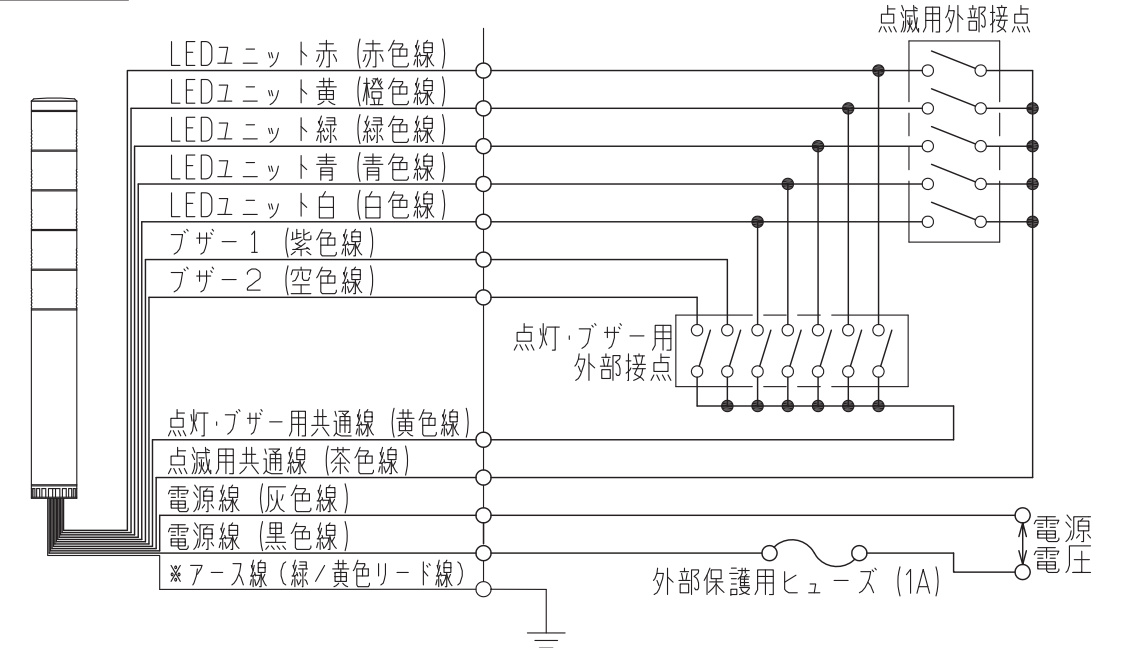 点滅用外部接点
LEDユニット赤 (赤色線)
LEDユニット黄 (橙色線)
LEDユニット緑 (緑色線)
LEDユニット青 (青色線)
LEDユニット白 (白色線)
ブザー1 (紫色線)
ブザー2 (空色線)
点灯・ブザー用
外部接点
点灯・ブザー用共通線 (黄色線)
点滅用共通線 (茶色線)
電源線 (灰色線)
電源線 (黒色線)
※アース線 (緑/黄色リード線)
電源
電圧
外部保護用ヒューズ (1A)